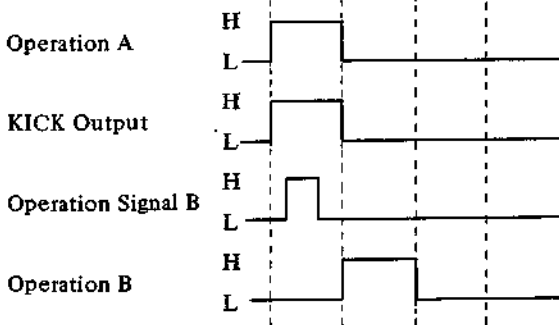 H
Operation A
L
H
KICK Output
L
H
Operation Signal B
L
H
Operation B
L